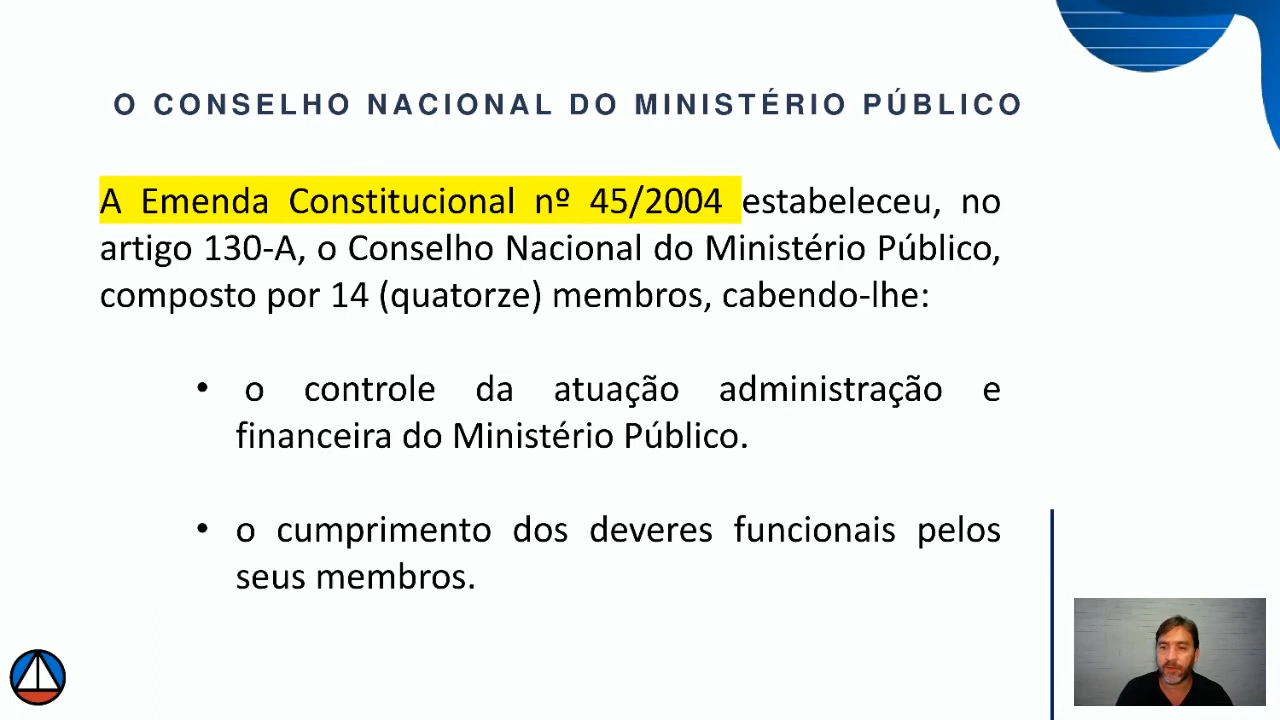 O CONSELHO NACIONAL DO MINISTÉRIO PÚBLICO
A Emenda Constitucional nº 45/2004 estabeleceu, no
artigo 130-A, o Conselho Nacional do Ministério Público,
composto por 14 (quatorze) membros, cabendo-lhe:
• o controle da atuação administração e
financeira do Ministério Público.
• o cumprimento dos deveres funcionais pelos
seus membros.